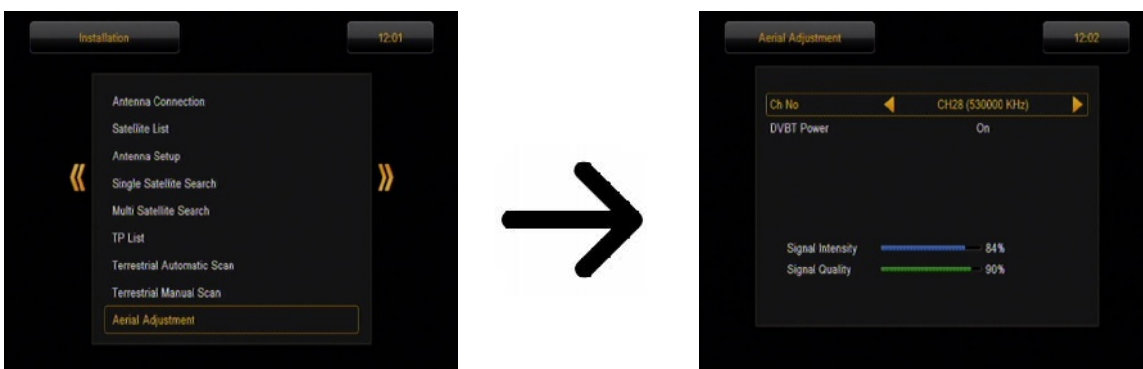 Installation
12:01
Antenna Connection
Satellite List
Antenna Setup
Single Satellite Search
Multi Satellite Search
TP List
Terrestrial Automatic Scan
Terrestrial Manual Scan
Aerial Adjustment
Aerial Adjustment
12:02
Ch No CH28 (530000 KHz)
DVBT Power On
Signal Intensity 84%
Signal Quality 90%